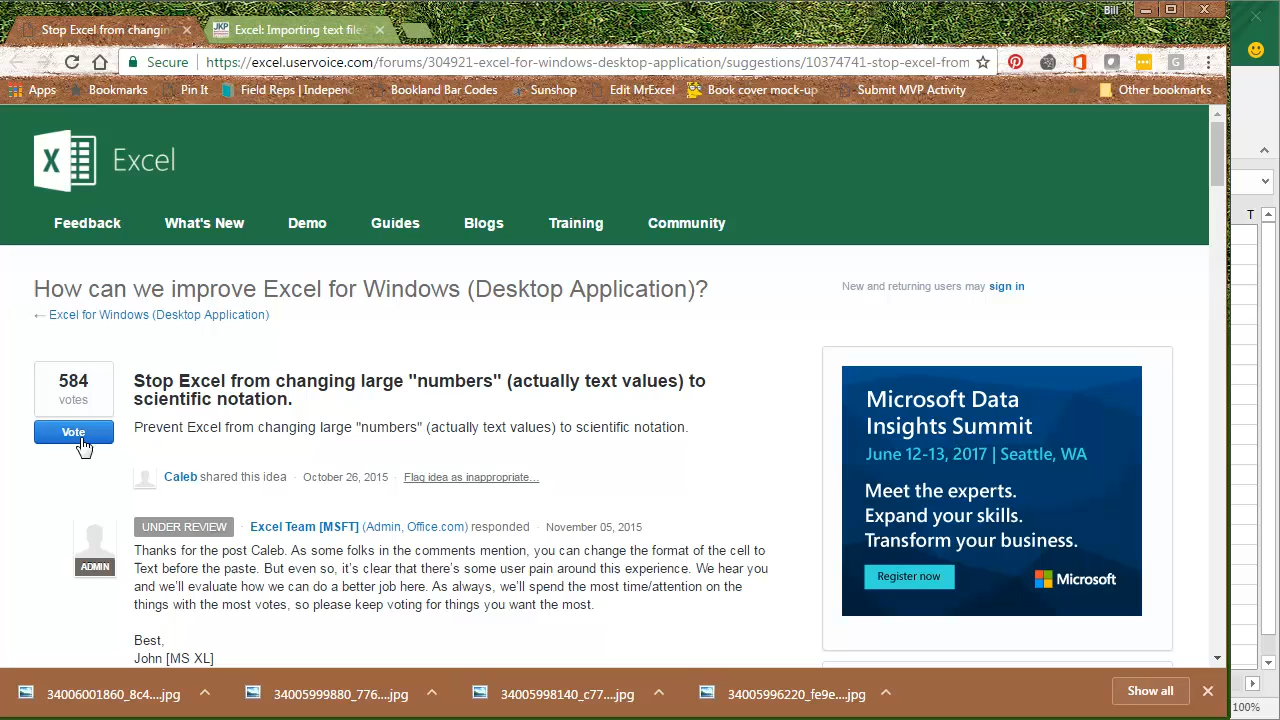 Bill
Stop Excel from changin
JKP
Excel: Importing text file
Secure
https://excel.uservoice.com/forums/304921-excel-for-windows-desktop-application/suggestions/10374741-stop-excel-from
Apps Bookmarks Pin It Field Reps | Indepenc Bookland Bar Codes Sunshop Edit MrExcel Book cover mock-up Submit MVP Activity Other bookmarks
X Excel
Feedback What's New Demo Guides Blogs Training Community
T
How can we improve Excel for Windows (Desktop Application)?
New and returning users may sign in
← Excel for Windows (Desktop Application)
584
votes
Vote
Stop Excel from changing large "numbers" (actually text values) to
scientific notation.
Prevent Excel from changing large "numbers" (actually text values) to scientific notation.
Caleb shared this idea · October 26, 2015 · Flag idea as inappropriate…
ADMIN
UNDER REVIEW · Excel Team [MSFT] (Admin, Office.com) responded · November 05, 2015
Thanks for the post Caleb. As some folks in the comments mention, you can change the format of the cell to
Text before the paste. But even so, it's clear that there's some user pain around this experience. We hear you
and we'll evaluate how we can do a better job here. As always, we'll spend the most time/attention on the
things with the most votes, so please keep voting for things you want the most.
Best,
John [MS XL]
Microsoft Data
Insights Summit
June 12-13, 2017 | Seattle, WA
Meet the experts.
Expand your skills.
Transform your business.
Register now
Microsoft
34006001860_8c4....jpg 34005999880_776....jpg 34005998140_c77....jpg 34005996220_fe9e....jpg Show all
100%